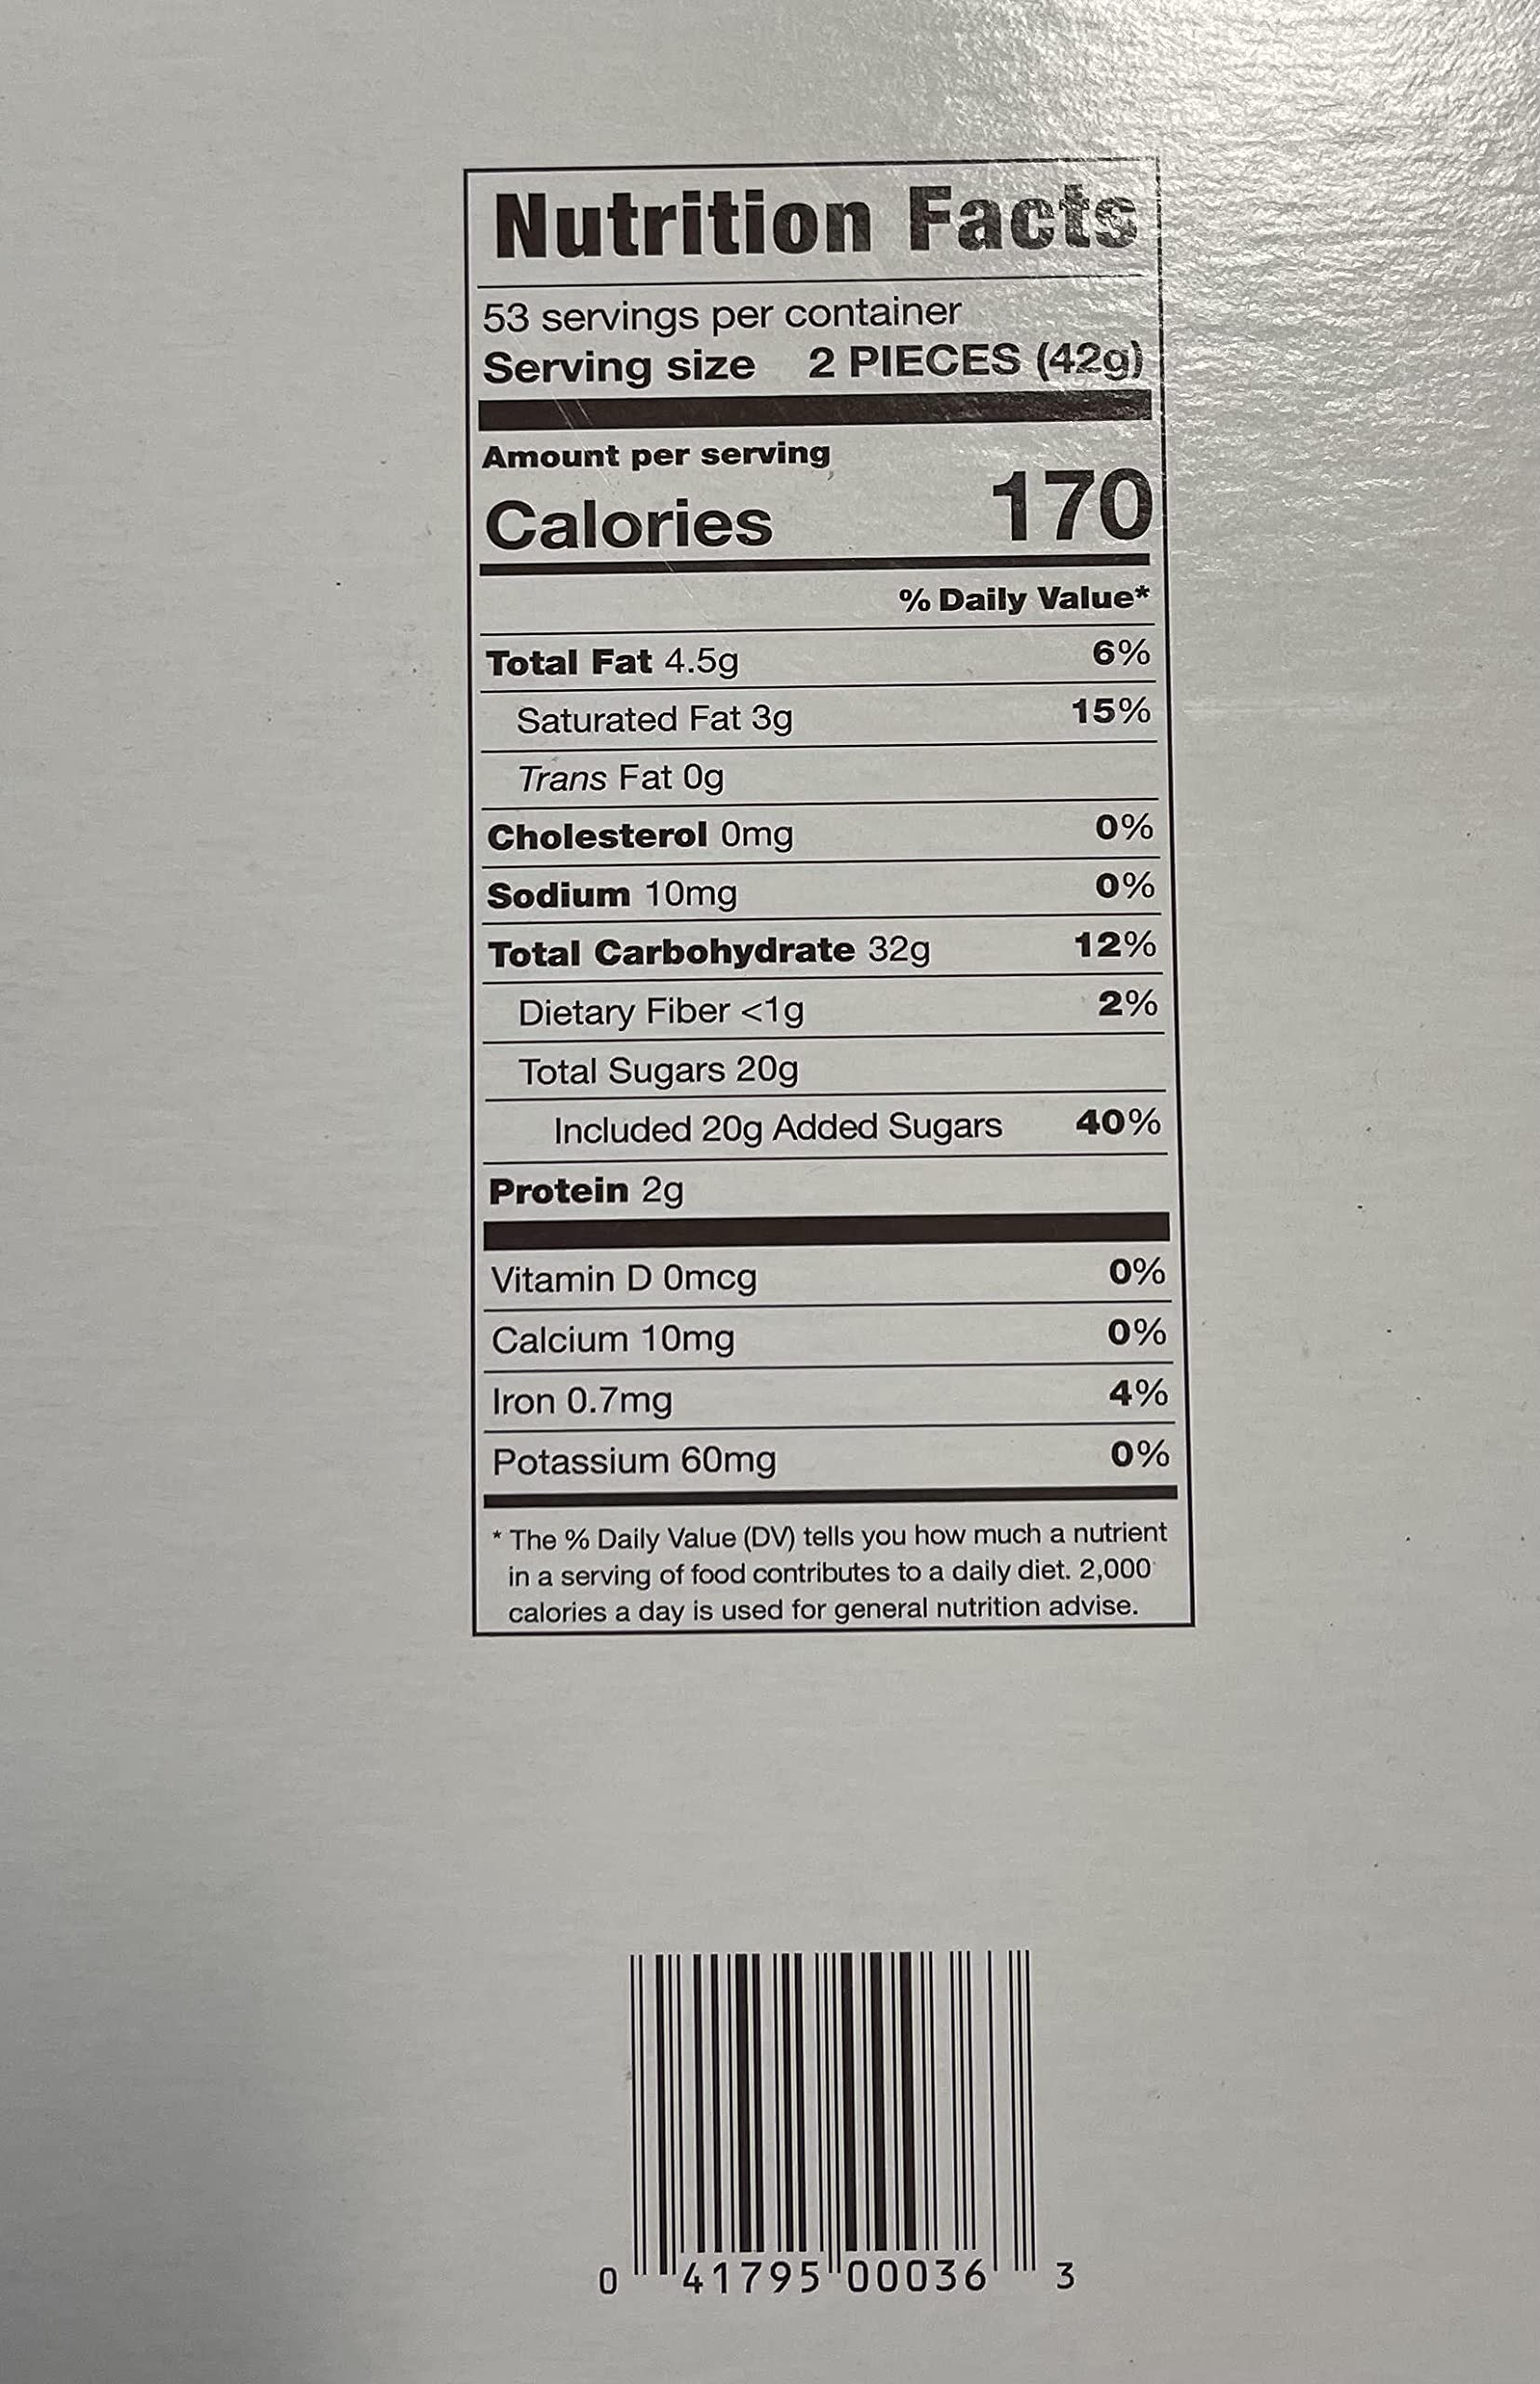 Nutrition Facts
53 servings per container
Serving size 2 PIECES (42g)
Amount per serving
Calories 170
% Daily Value*
Total Fat 4.5g 6%
Saturated Fat 3g 15%
Trans Fat 0g
Cholesterol 0mg 0%
Sodium 10mg 0%
Total Carbohydrate 32g 12%
Dietary Fiber <1g 2%
Total Sugars 20g
Included 20g Added Sugars 40%
Protein 2g
Vitamin D 0mcg 0%
Calcium 10mg 0%
Iron 0.7mg 4%
Potassium 60mg 0%
* The % Daily Value (DV) tells you how much a nutrient
in a serving of food contributes to a daily diet. 2,000
calories a day is used for general nutrition advise.
0 41795 00036 3